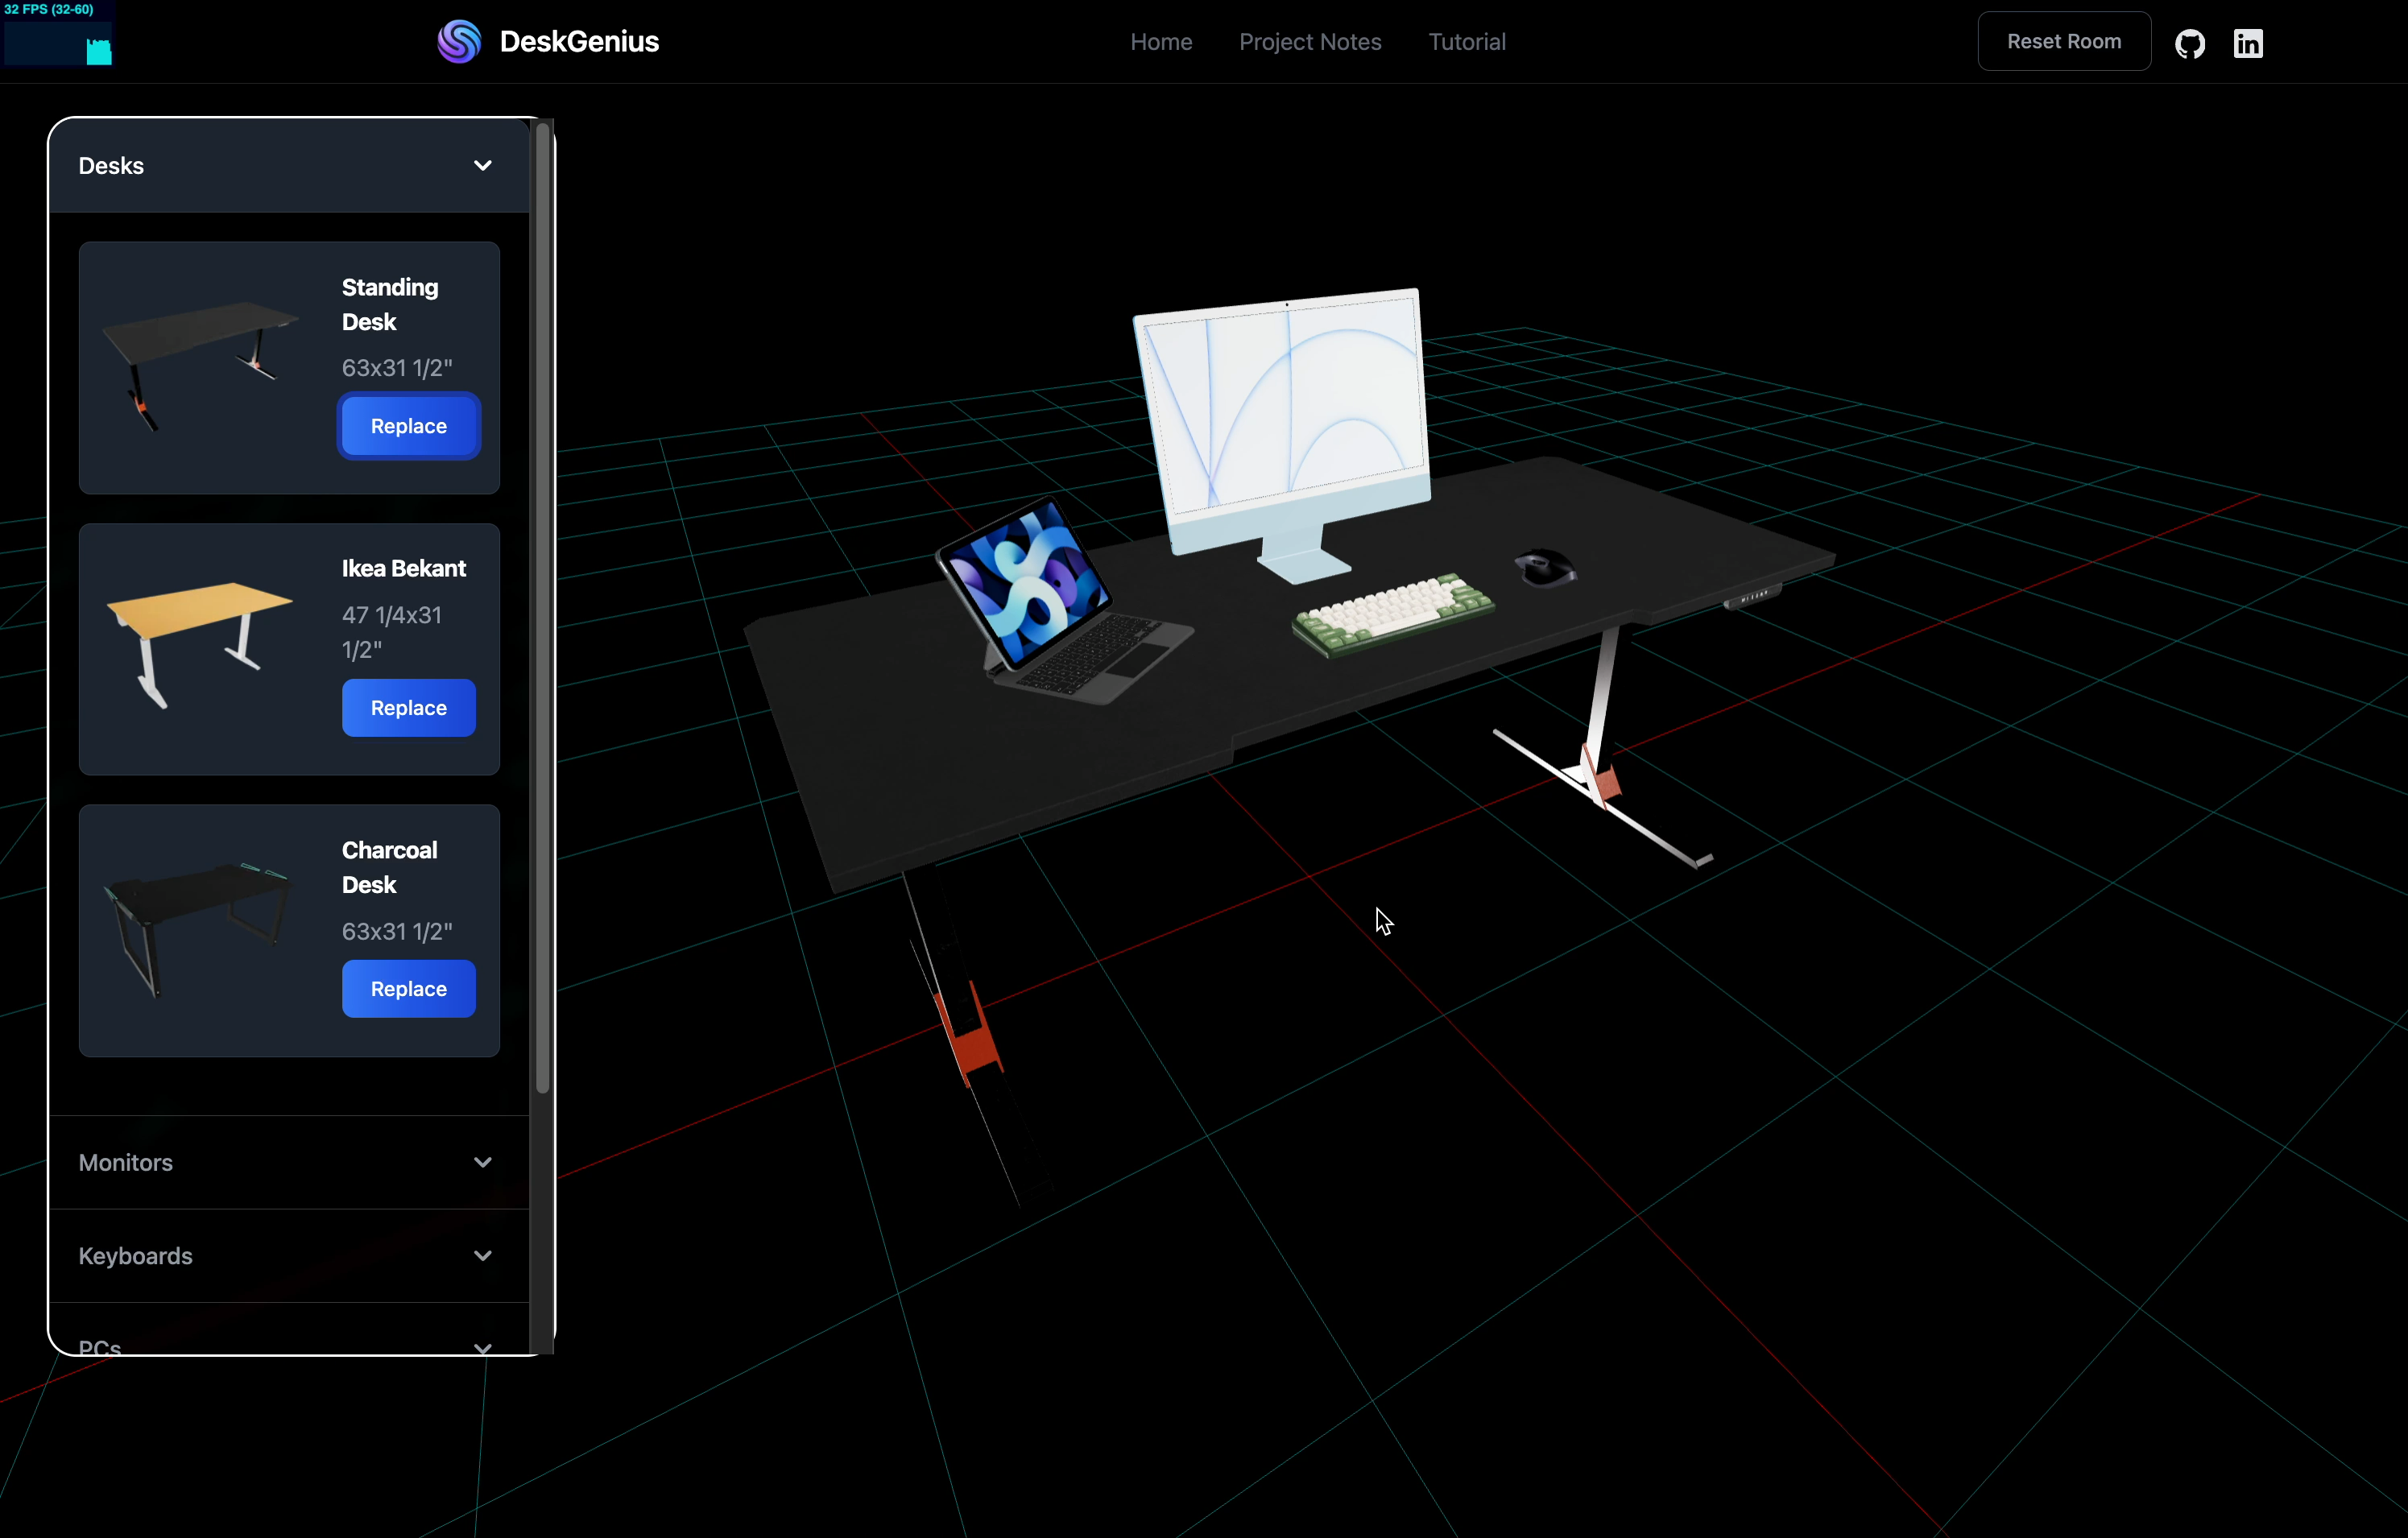 32 FPS (32-60)
DeskGenius
Home
Project Notes
Tutorial
Reset Room
in
Desks
Standing
Desk
63x31 1/2"
Replace
Ikea Bekant
47 1/4x31
1/2"
Replace
Charcoal
Desk
63x31 1/2"
Replace
Monitors
Keyboards
PCs